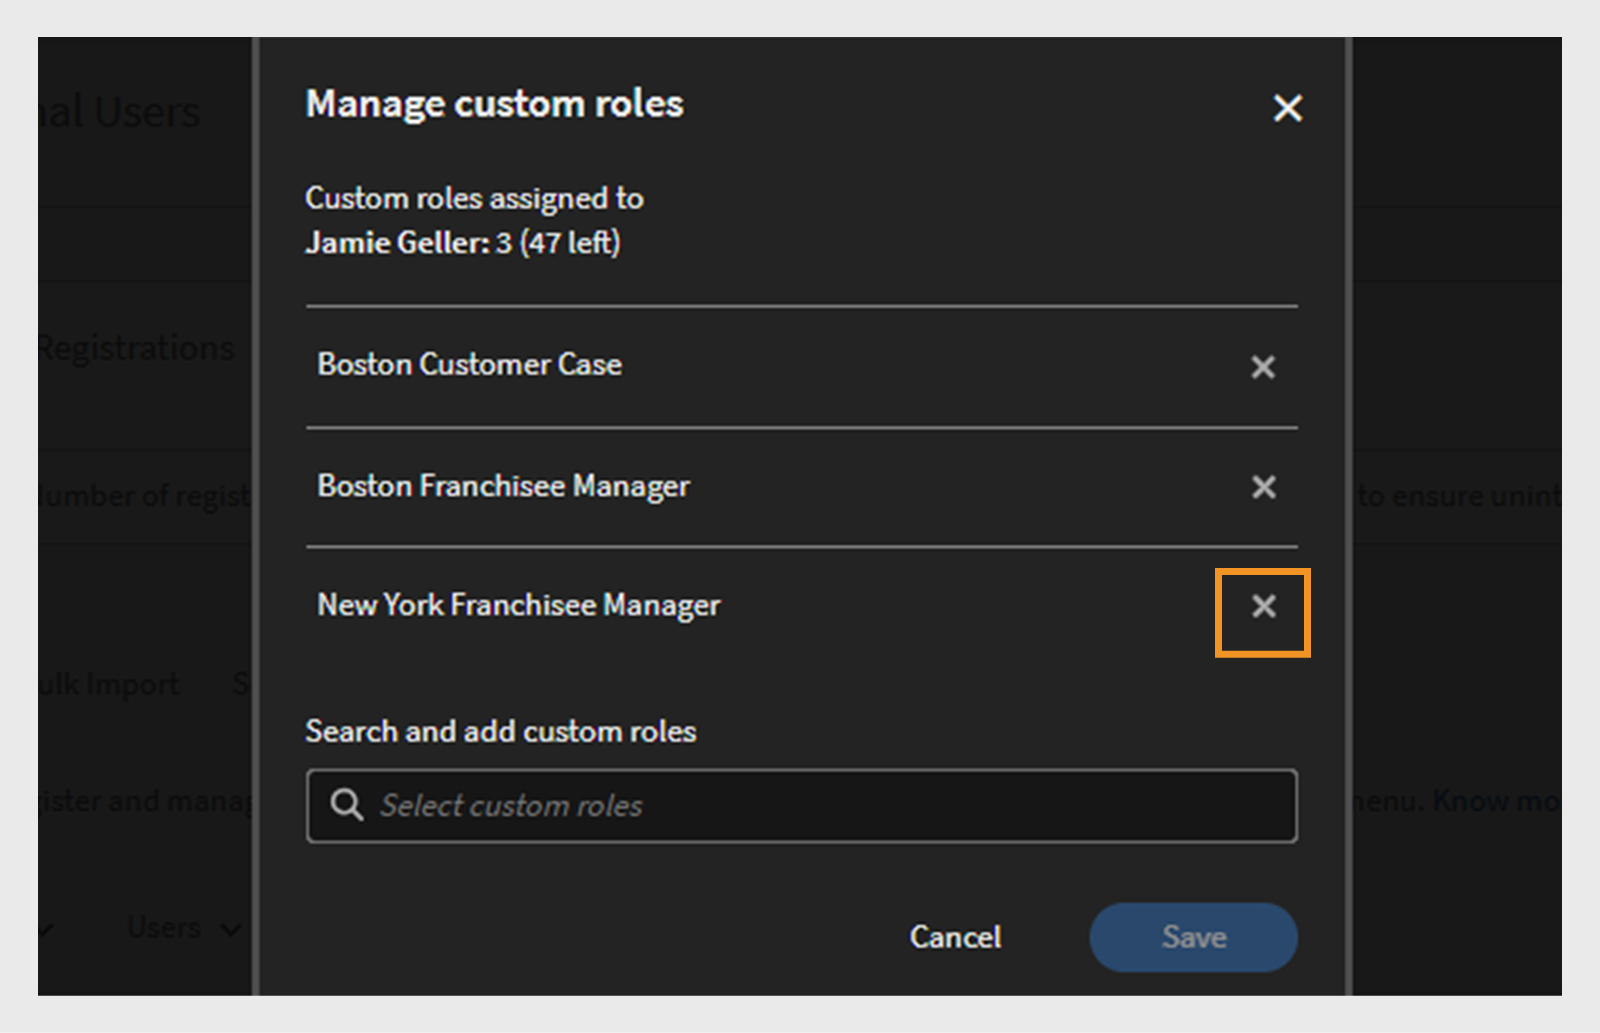 nal Users
Manage custom roles
Custom roles assigned to
Jamie Geller: 3 (47 left)
Registrations
Boston Customer Case
Boston Franchisee Manager
umber of regist
to ensure unint
New York Franchisee Manager
ulk Import S
Search and add custom roles
Select custom roles
ister and manag
enu. Know mo
Users
Cancel
Save